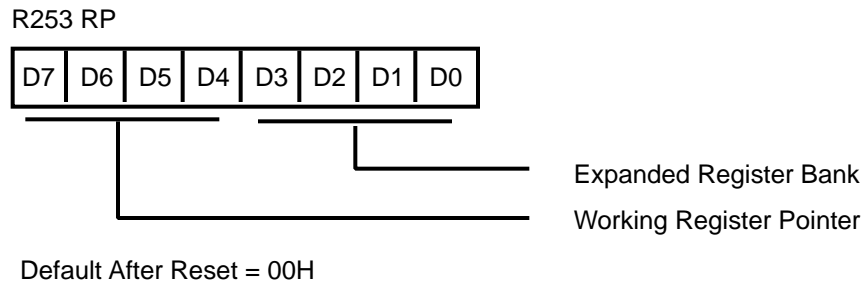 R253 RP
D7 D6 D5 D4 D3 D2 D1 D0
Expanded Register Bank
Working Register Pointer
Default After Reset = 00H